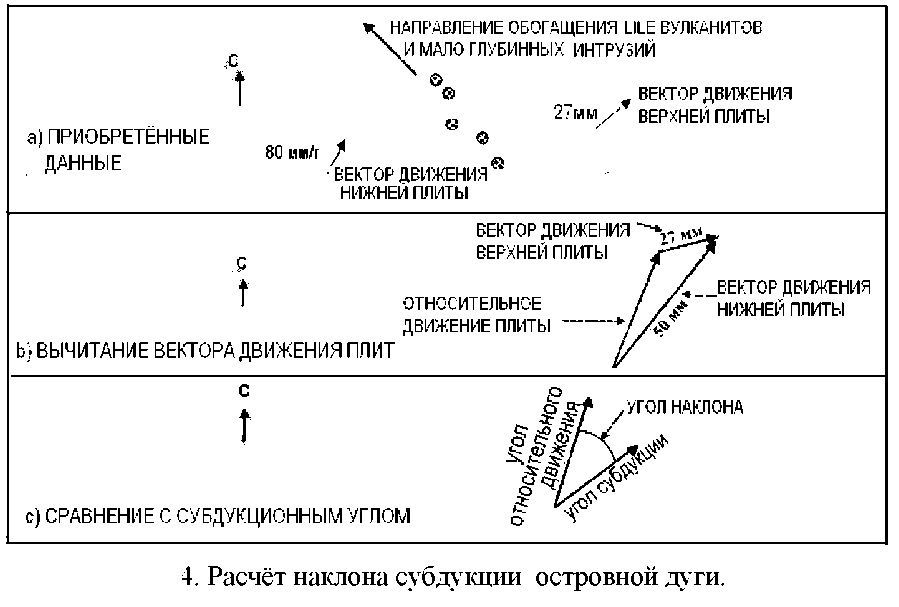 НАПРАВЛЕНИЕ ОБОГАЩЕНИЯ LILE ВУЛКАНИТОВ
И МАЛО ГЛУБИННЫХ ИНТРУЗИЙ
С
27мм
ВЕКТОР ДВИЖЕНИЯ
ВЕРХНЕЙ ПЛИТЫ
а) ПРИОБРЕТЁННЫЕ
ДАННЫЕ
80 мм/г
ВЕКТОР ДВИЖЕНИЯ
НИЖНЕЙ ПЛИТЫ
ВЕКТОР ДВИЖЕНИЯ
ВЕРХНЕЙ ПЛИТЫ
27 мм
С
ОТНОСИТЕЛЬНОЕ
ДВИЖЕНИЕ ПЛИТЫ
50 мм
ВЕКТОР ДВИЖЕНИЯ
НИЖНЕЙ ПЛИТЫ
b) ВЫЧИТАНИЕ ВЕКТОРА ДВИЖЕНИЯ ПЛИТ
С
УГОЛ НАКЛОНА
угол
относительного
движения
угол субдукции
c) СРАВНЕНИЕ С СУБДУКЦИОННЫМ УГЛОМ
4. Расчёт наклона субдукции островной дуги.